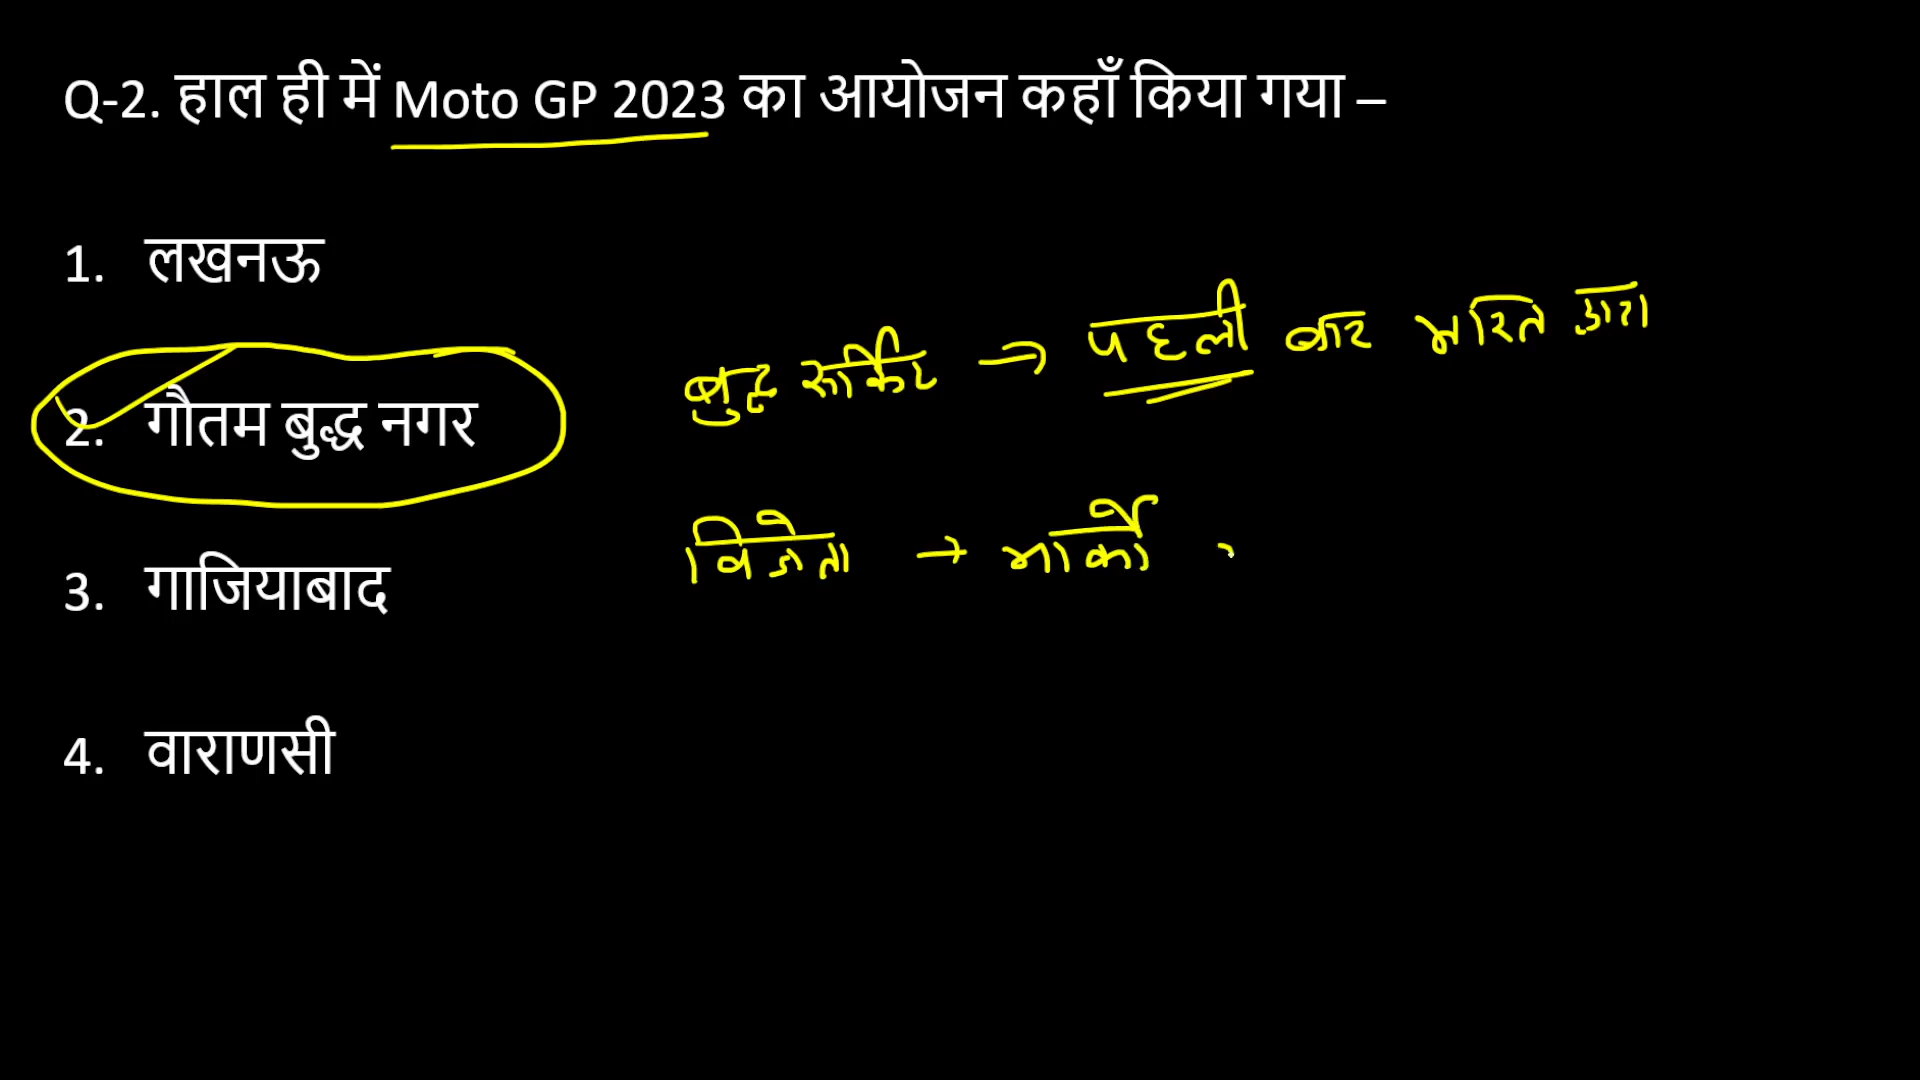 Q-2. हाल ही में Moto GP 2023 का आयोजन कहाँ किया गया –
1. लखनऊ
बुद्ध सर्किट → पहली बार भारत द्वारा
2. गौतम बुद्ध नगर
विजेता → मार्को
3. गाजियाबाद
4. वाराणसी